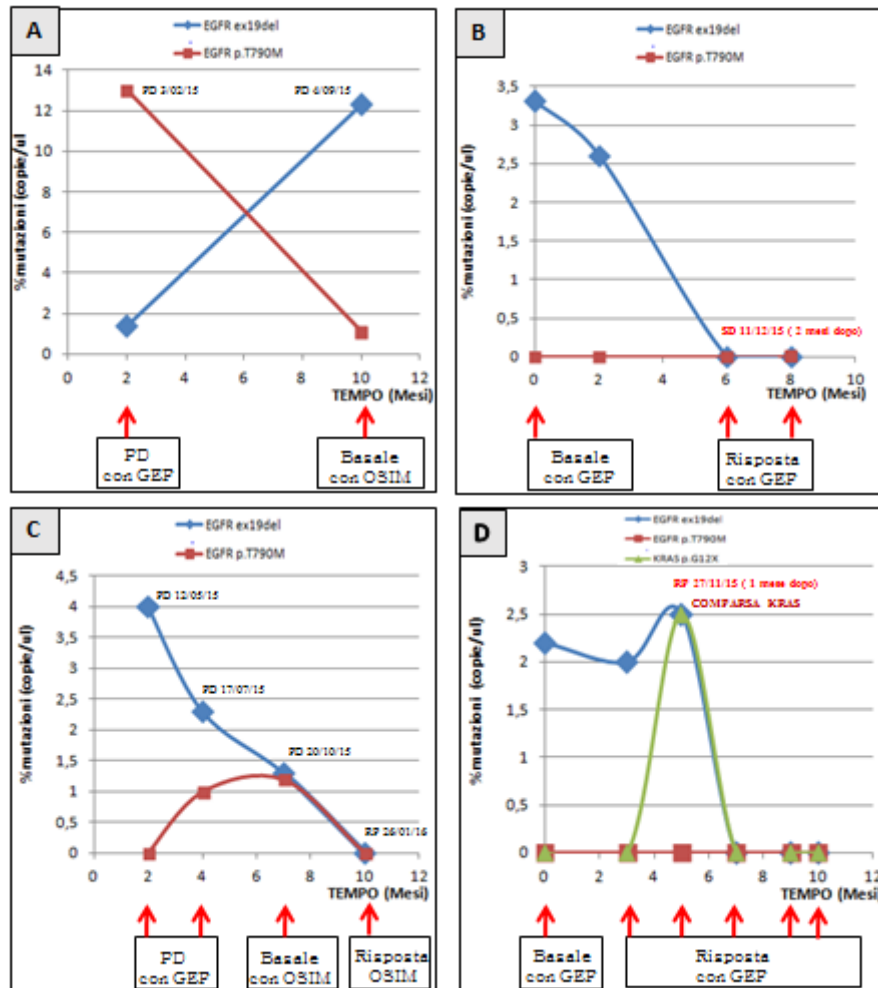 A
EGFR ex19del
EGFR p.T790M
%mutazioni (copie/ul)
14
12
10
8
6
4
2
0
PD 3/02/15
PD 4/09/15
0 2 4 6 8 10 12
TEMPO (Mesi)
PD
con GEF
Basale
con OSIM
B
EGFR ex19del
EGFR p.T790M
%mutazioni (copie/ul)
3,5
3
2,5
2
1,5
1
0,5
0
SD 11/12/15 ( 2 mesi dopo)
0 2 4 6 8 10
TEMPO (Mesi)
Basale
con GEF
Risposta
con GEF
C
EGFR ex19del
EGFR p.T790M
%mutazioni (copie/ul)
4,5
4
3,5
3
2,5
2
1,5
1
0,5
0
PD 12/05/15
PD 17/07/15
PD 20/10/15
RP 26/01/16
0 2 4 6 8 10 12
TEMPO (Mesi)
PD
con GEF
Basale
con OSIM
Risposta
OSIM
D
EGFR ex19del
EGFR p.T790M
KRAS p.G12X
%mutazioni (copie/ul)
3
2,5
2
1,5
1
0,5
0
RP 27/11/15 ( 1 mese dopo)
COMPARSA KRAS
0 2 4 6 8 10 12
TEMPO (Mesi)
Basale
con GEF
Risposta
con GEF